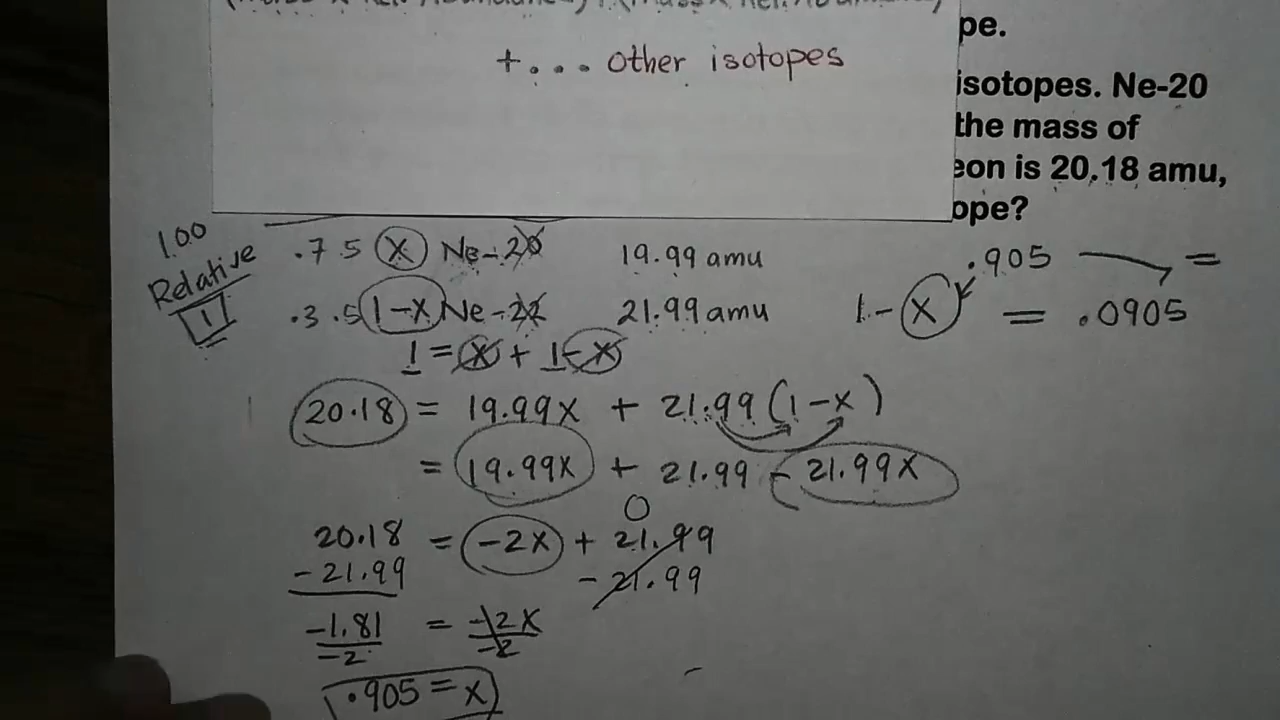 + . . . other isotopes
pe.
isotopes. Ne-20
the mass of
eon is 20.18 amu,
ope?
1.00
Relative
1
.75 x Ne-20 19.99 amu
.3.5 1-x Ne-22 21.99 amu
1 = x + 1-x
.905 =
1-x = .0905
20.18 = 19.99x + 21.99(1-x)
= 19.99x + 21.99 - 21.99x
0
20.18 = -2x + 21.99
-21.99 -21.99
-1.81 = -2x
-2 -2
.905 = x